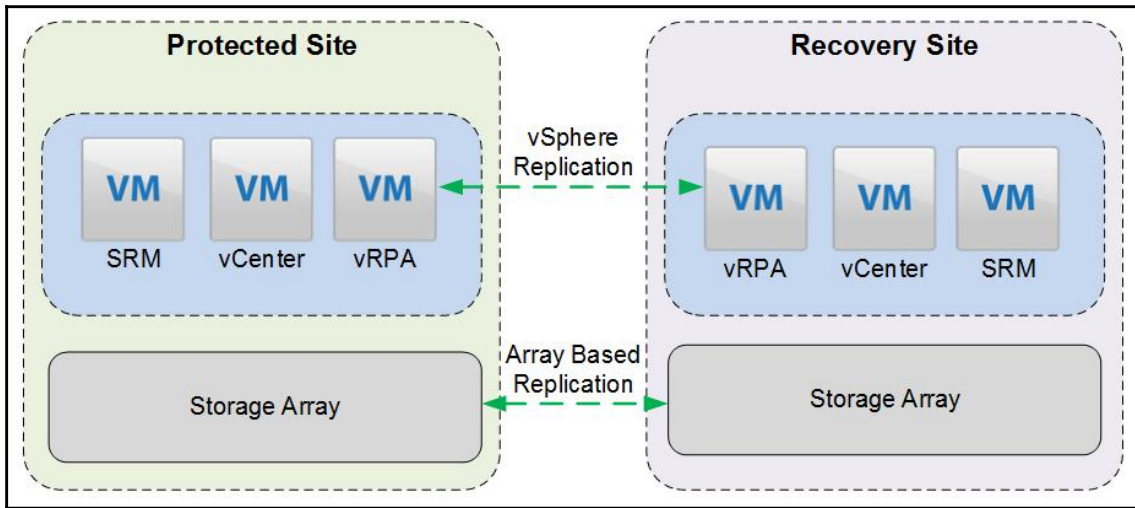 Protected Site
Recovery Site
vSphere
Replication
VM
VM
VM
SRM
vCenter
vRPA
VM
VM
VM
vRPA
vCenter
SRM
Array Based
Replication
Storage Array
Storage Array